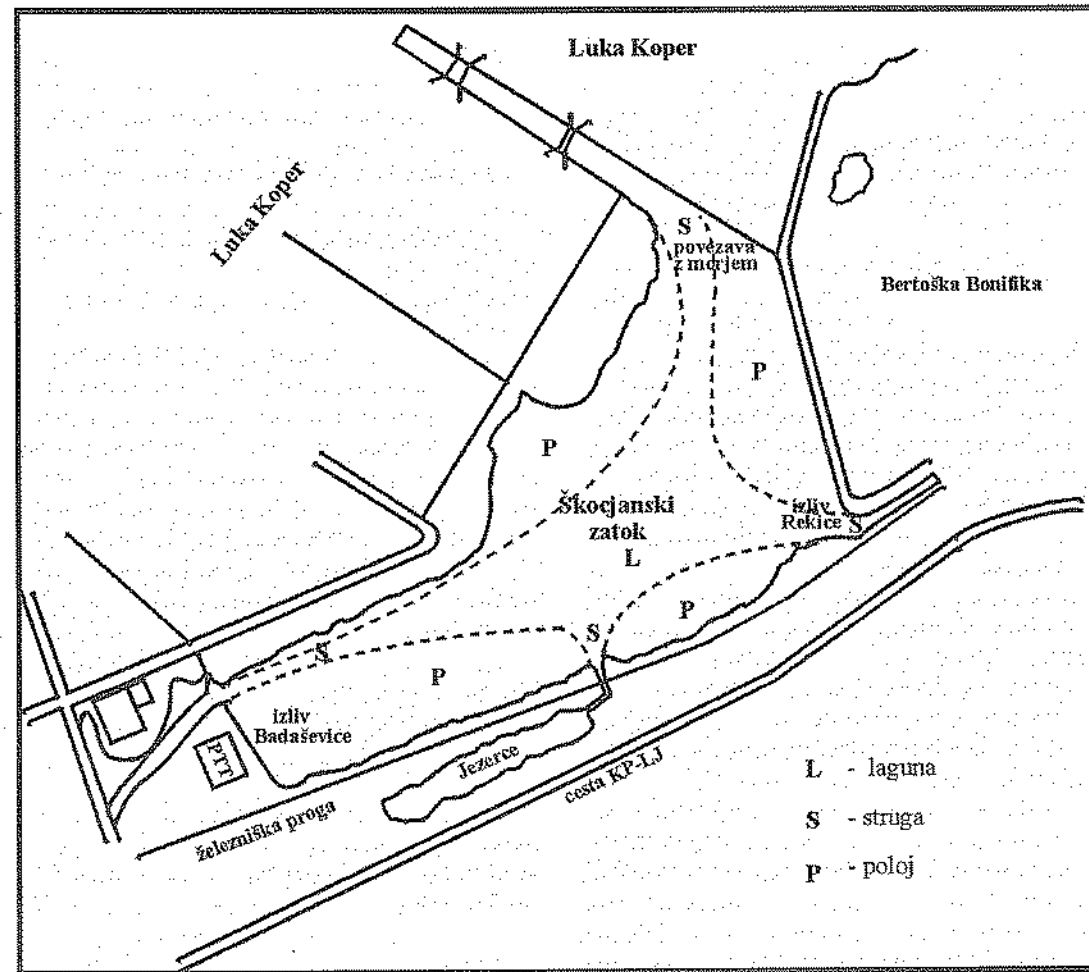 Luka Koper
Luka Koper
S
povezava
z morjem
Bertoška Bonifika
P
P
Škocjanski
zatok
L
izliv
Rekice
S
P
S
S
P
izliv
Badaševice
PTT
Jezerce
železniška proga
cesta KP-LJ
L - laguna
S - struga
P - poloj